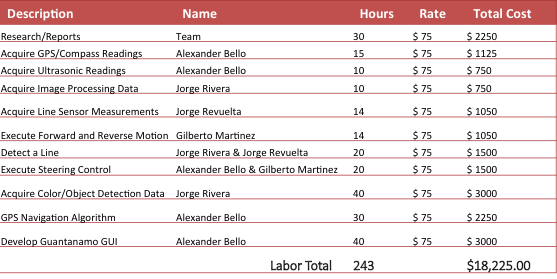 Description Name Hours Rate Total Cost
Research/Reports Team 30 $ 75 $ 2250
Acquire GPS/Compass Readings Alexander Bello 15 $ 75 $ 1125
Acquire Ultrasonic Readings Alexander Bello 10 $ 75 $ 750
Acquire Image Processing Data Jorge Rivera 10 $ 75 $ 750
Acquire Line Sensor Measurements Jorge Revuelta 14 $ 75 $ 1050
Execute Forward and Reverse Motion Gilberto Martinez 14 $ 75 $ 1050
Detect a Line Jorge Rivera & Jorge Revuelta 20 $ 75 $ 1500
Execute Steering Control Alexander Bello & Gilberto Martinez 20 $ 75 $ 1500
Acquire Color/Object Detection Data Jorge Rivera 40 $ 75 $ 3000
GPS Navigation Algorithm Alexander Bello 30 $ 75 $ 2250
Develop Guantanamo GUI Alexander Bello 40 $ 75 $ 3000
Labor Total 243 $18,225.00